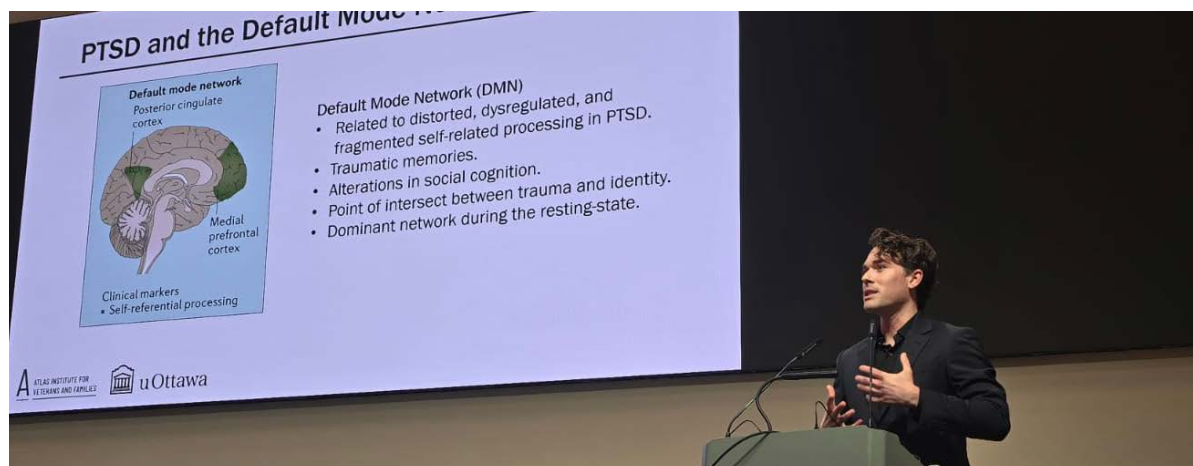 PTSD and the Default Mode
Default mode network
Posterior cingulate
cortex
Medial
prefrontal
cortex
Clinical markers
• Self-referential processing
Default Mode Network (DMN)
• Related to distorted, dysregulated, and
fragmented self-related processing in PTSD.
• Traumatic memories.
• Alterations in social cognition.
• Point of intersect between trauma and identity.
• Dominant network during the resting-state.
A ATLAS INSTITUTE FOR
VETERANS AND FAMILIES
uOttawa